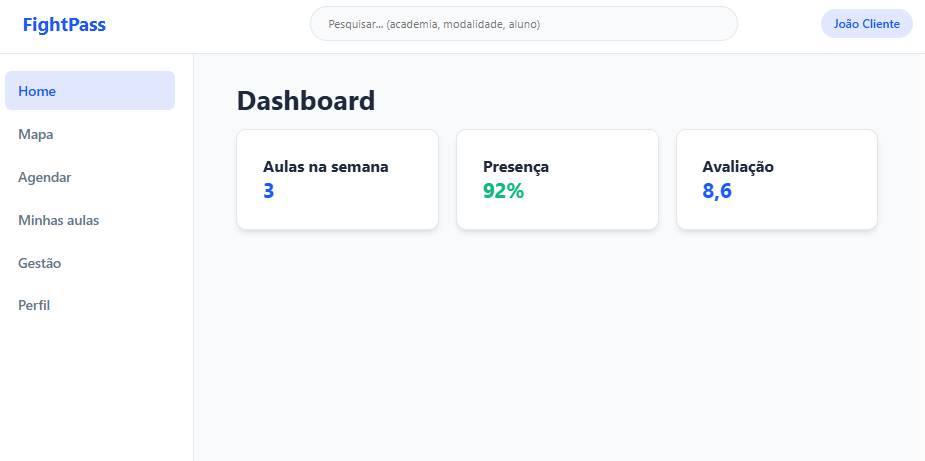 FightPass
Pesquisar... (academia, modalidade, aluno)
João Cliente
Home
Mapa
Agendar
Minhas aulas
Gestão
Perfil
Dashboard
Aulas na semana
3
Presença
92%
Avaliação
8,6